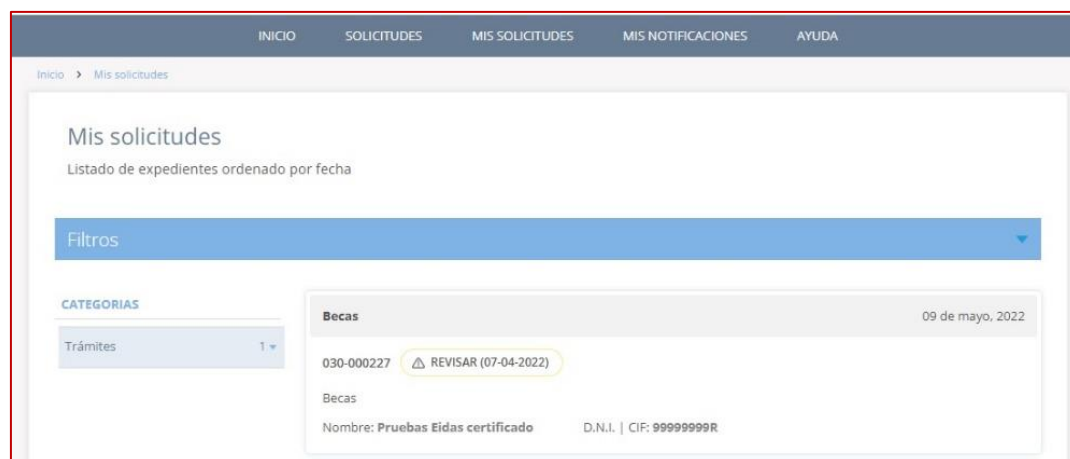 INICIO SOLICITUDES MIS SOLICITUDES MIS NOTIFICACIONES AYUDA
Inicio > Mis solicitudes
Mis solicitudes
Listado de expedientes ordenado por fecha
Filtros
CATEGORIAS
Trámites 1
Becas 09 de mayo, 2022
030-000227 REVISAR (07-04-2022)
Becas
Nombre: Pruebas Eidas certificado D.N.I. | CIF: 99999999R